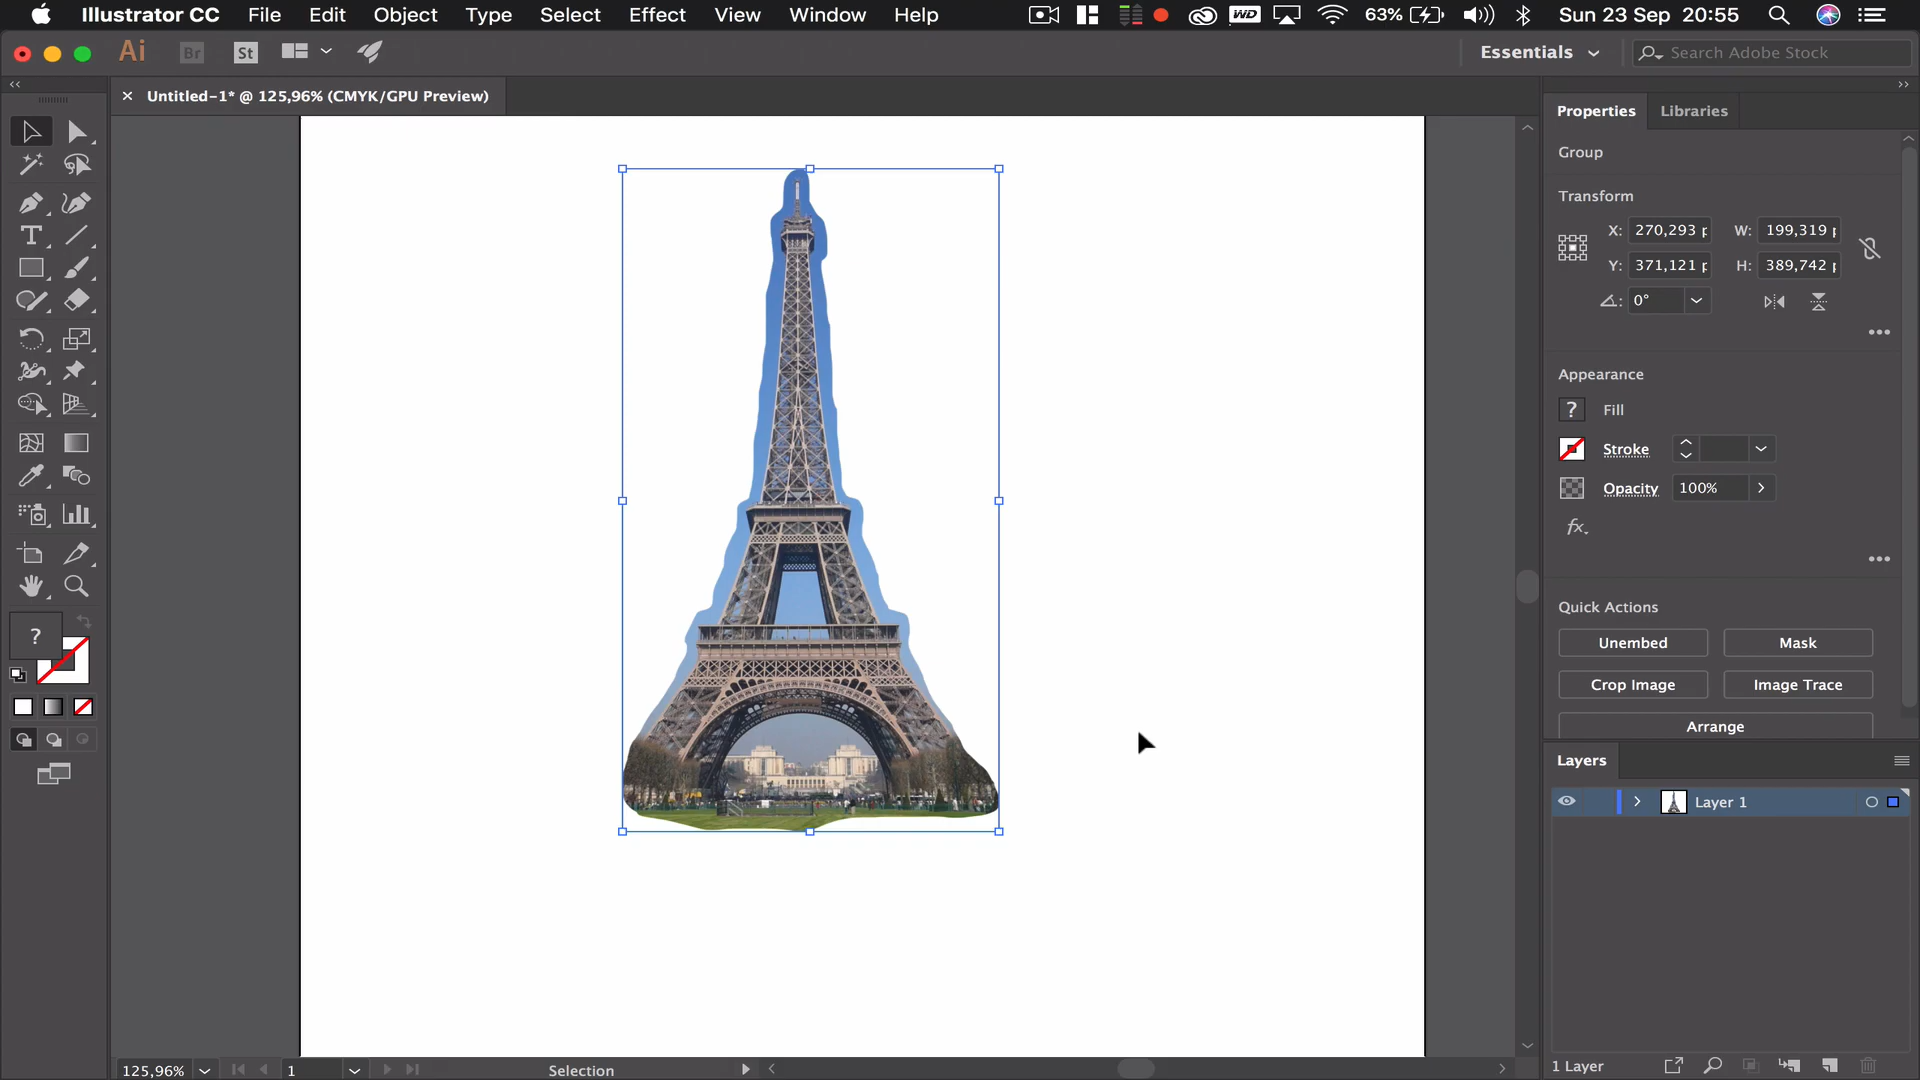 Illustrator CC File Edit Object Type Select Effect View Window Help WD 63% Sun 23 Sep 20:55
Ai Br St Essentials Search Adobe Stock
Untitled-1* @ 125,96% (CMYK/GPU Preview)
Properties Libraries
Group
Transform
X: 270,293 p W: 199,319 p
Y: 371,121 p H: 389,742 p
0°
Appearance
? Fill
Stroke
Opacity 100%
fx
Quick Actions
Unembed Mask
Crop Image Image Trace
Arrange
T
?
Layers
Layer 1
125,96% 1 Selection 1 Layer